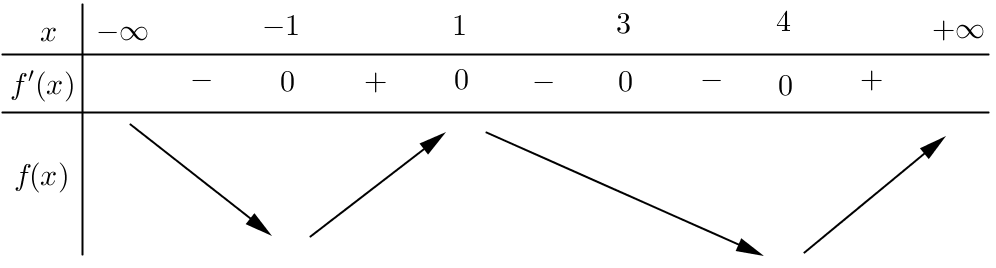 x −∞ −1 1 3 4 +∞
f′(x) − 0 + 0 − 0 − 0 +
f(x)